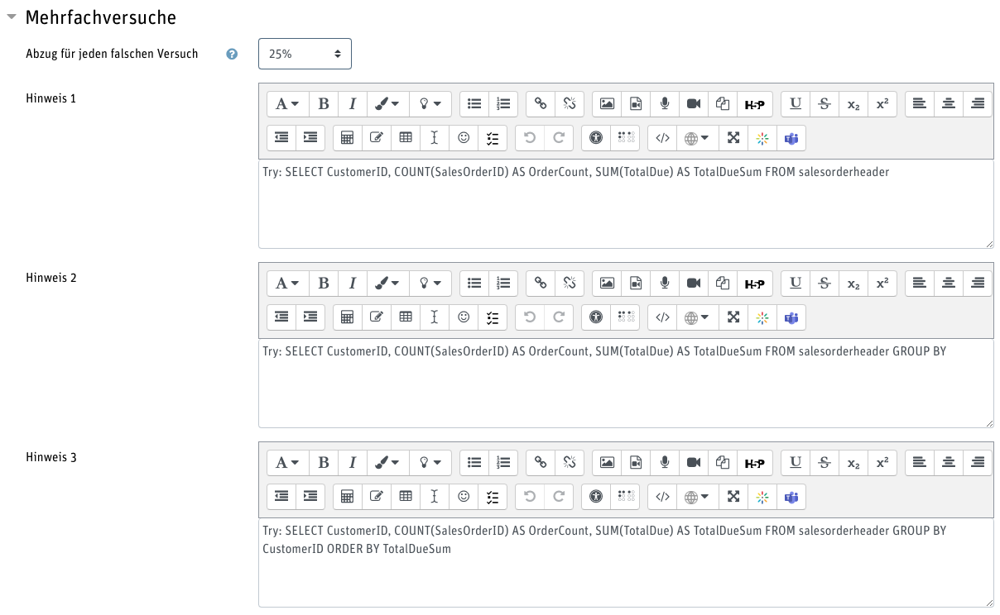 Mehrfachversuche
Abzug für jeden falschen Versuch
25%
Hinweis 1
A B I H5P U S x₂ x²
</>
Try: SELECT CustomerID, COUNT(SalesOrderID) AS OrderCount, SUM(TotalDue) AS TotalDueSum FROM salesorderheader
Hinweis 2
A B I H5P U S x₂ x²
</>
Try: SELECT CustomerID, COUNT(SalesOrderID) AS OrderCount, SUM(TotalDue) AS TotalDueSum FROM salesorderheader GROUP BY
Hinweis 3
A B I H5P U S x₂ x²
</>
Try: SELECT CustomerID, COUNT(SalesOrderID) AS OrderCount, SUM(TotalDue) AS TotalDueSum FROM salesorderheader GROUP BY
CustomerID ORDER BY TotalDueSum